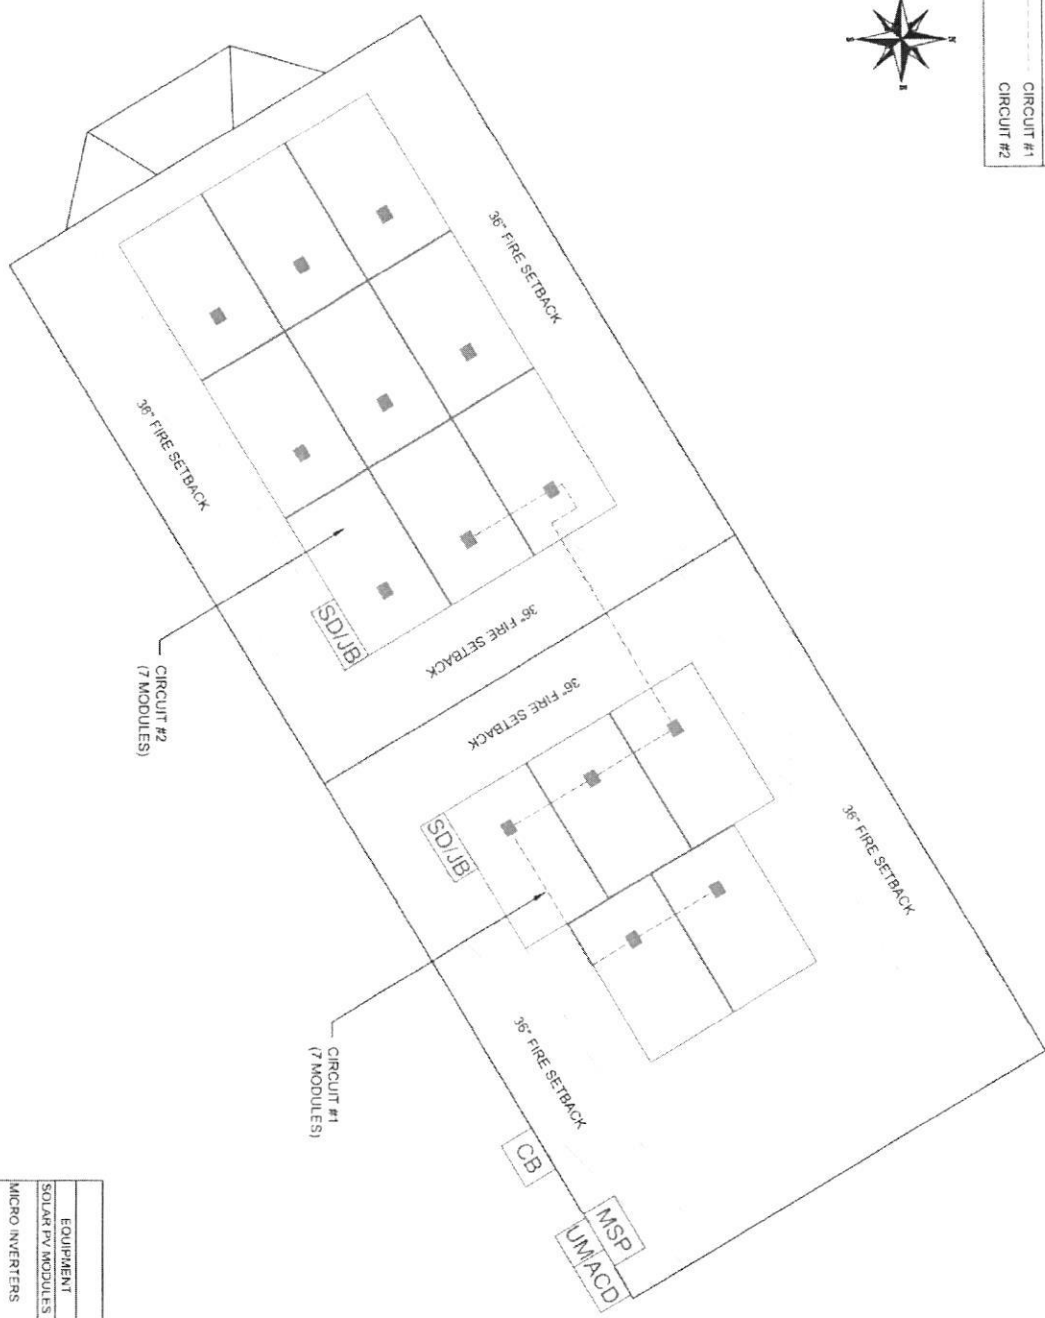 CIRCUIT #1
CIRCUIT #2
N
S
E
36" FIRE SETBACK
36" FIRE SETBACK
36" FIRE SETBACK
36" FIRE SETBACK
36" FIRE SETBACK
36" FIRE SETBACK
SD/JB
SD/JB
CIRCUIT #2
(7 MODULES)
CIRCUIT #1
(7 MODULES)
CB
MSP
UM
ACD
EQUIPMENT
SOLAR PV MODULES
MICRO INVERTERS